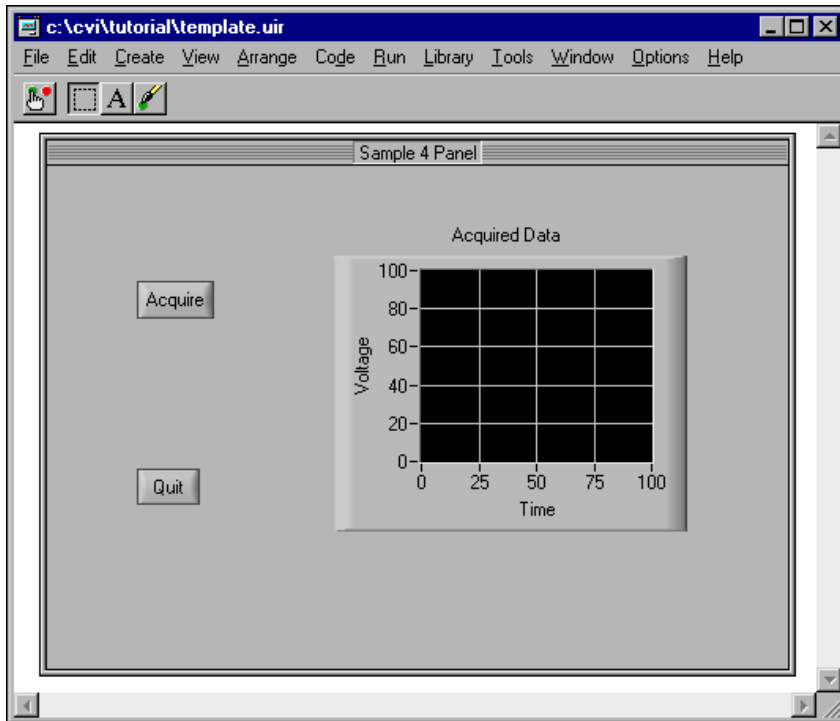 c:\cvi\tutorial\template.uir
File Edit Create View Arrange Code Run Library Tools Window Options Help
A
Sample 4 Panel
Acquired Data
Acquire
Quit
Voltage
100
80
60
40
20
0
0 25 50 75 100
Time